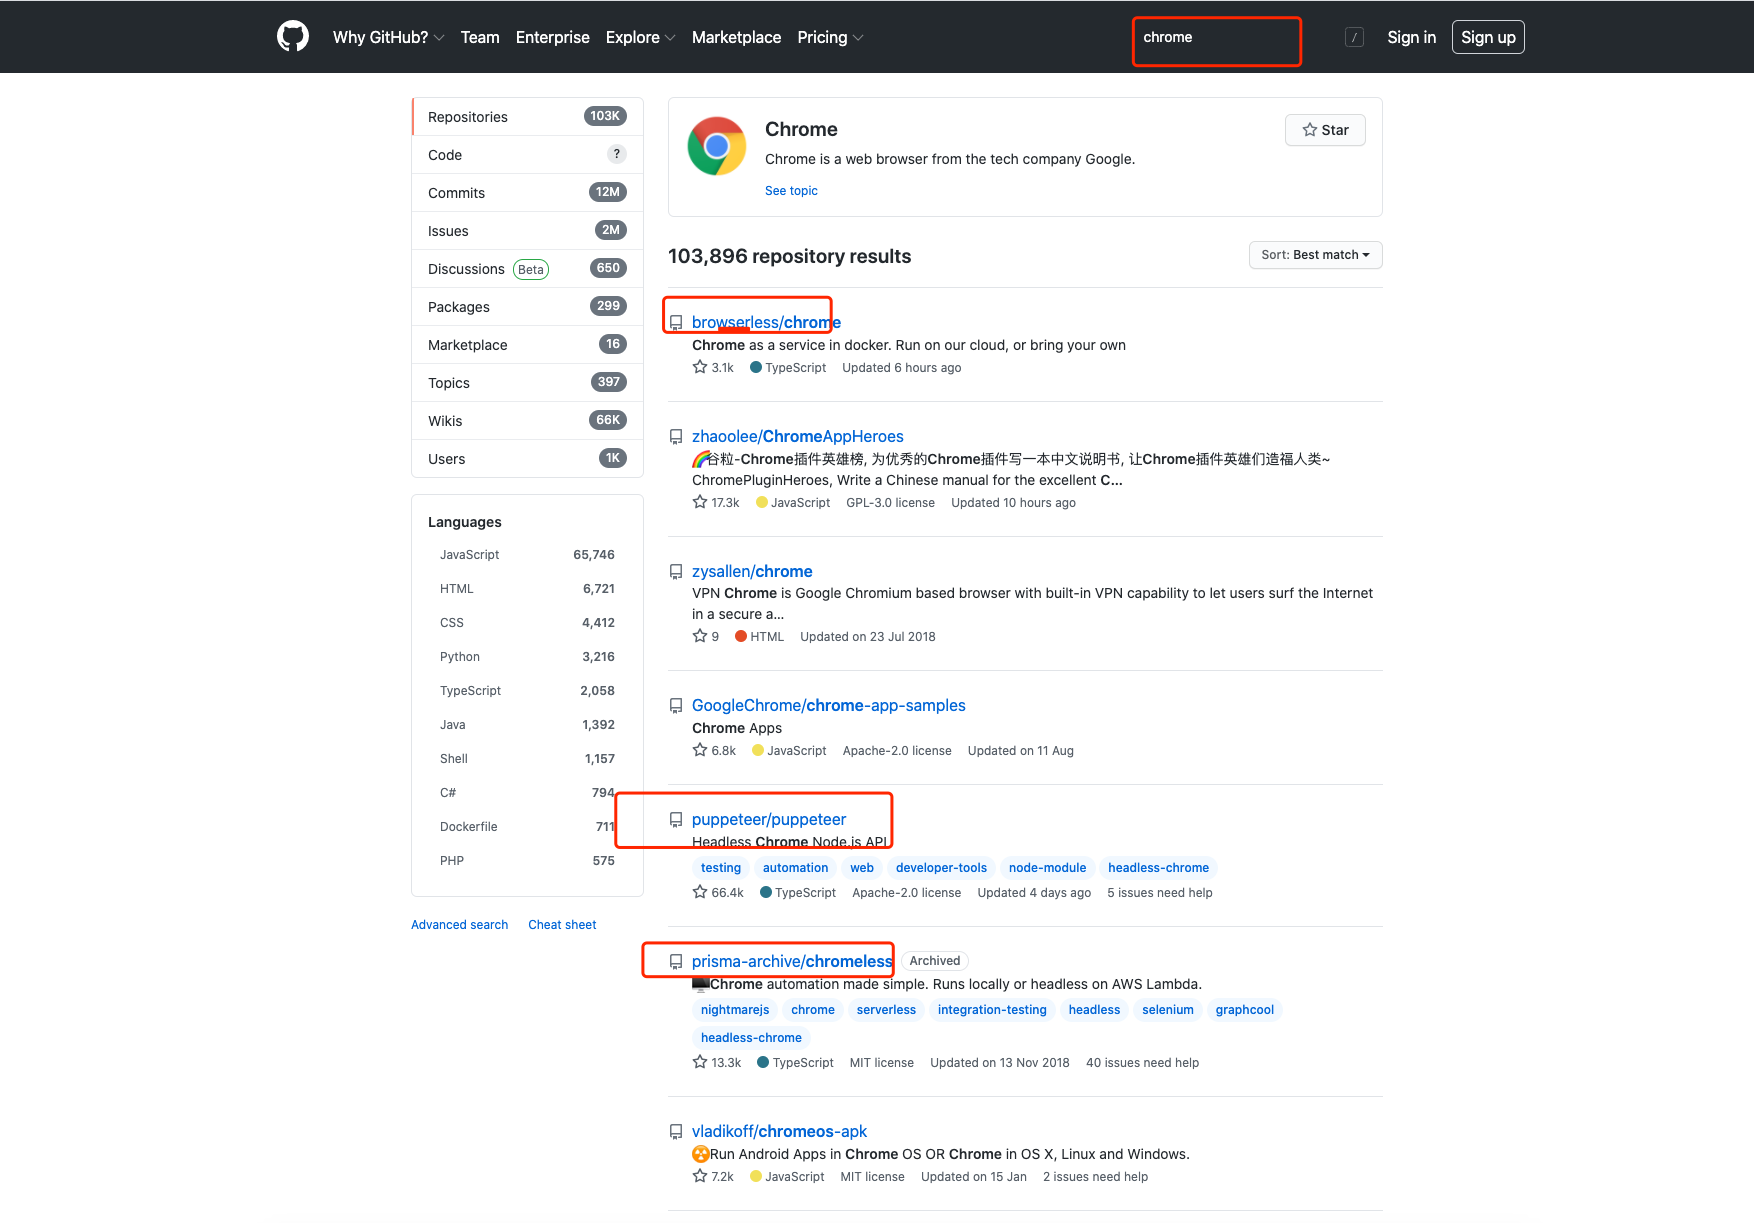 Why GitHub? Team Enterprise Explore Marketplace Pricing chrome / Sign in Sign up
Repositories 103K
Code ?
Commits 12M
Issues 2M
Discussions Beta 650
Packages 299
Marketplace 16
Topics 397
Wikis 66K
Users 1K
Languages
JavaScript 65,746
HTML 6,721
CSS 4,412
Python 3,216
TypeScript 2,058
Java 1,392
Shell 1,157
C# 794
Dockerfile 711
PHP 575
Advanced search Cheat sheet
Chrome
Star
Chrome is a web browser from the tech company Google.
See topic
103,896 repository results
Sort: Best match
browserless/chrome
Chrome as a service in docker. Run on our cloud, or bring your own
3.1k TypeScript Updated 6 hours ago
zhaoolee/ChromeAppHeroes
🌈谷粒-Chrome插件英雄榜, 为优秀的Chrome插件写一本中文说明书, 让Chrome插件英雄们造福人类~
ChromePluginHeroes, Write a Chinese manual for the excellent C...
17.3k JavaScript GPL-3.0 license Updated 10 hours ago
zysallen/chrome
VPN Chrome is Google Chromium based browser with built-in VPN capability to let users surf the Internet
in a secure a...
9 HTML Updated on 23 Jul 2018
GoogleChrome/chrome-app-samples
Chrome Apps
6.8k JavaScript Apache-2.0 license Updated on 11 Aug
puppeteer/puppeteer
Headless Chrome Node.js API
testing automation web developer-tools node-module headless-chrome
66.4k TypeScript Apache-2.0 license Updated 4 days ago 5 issues need help
prisma-archive/chromeless Archived
🖥️Chrome automation made simple. Runs locally or headless on AWS Lambda.
nightmarejs chrome serverless integration-testing headless selenium graphcool
headless-chrome
13.3k TypeScript MIT license Updated on 13 Nov 2018 40 issues need help
vladikoff/chromeos-apk
☢️Run Android Apps in Chrome OS OR Chrome in OS X, Linux and Windows.
7.2k JavaScript MIT license Updated on 15 Jan 2 issues need help